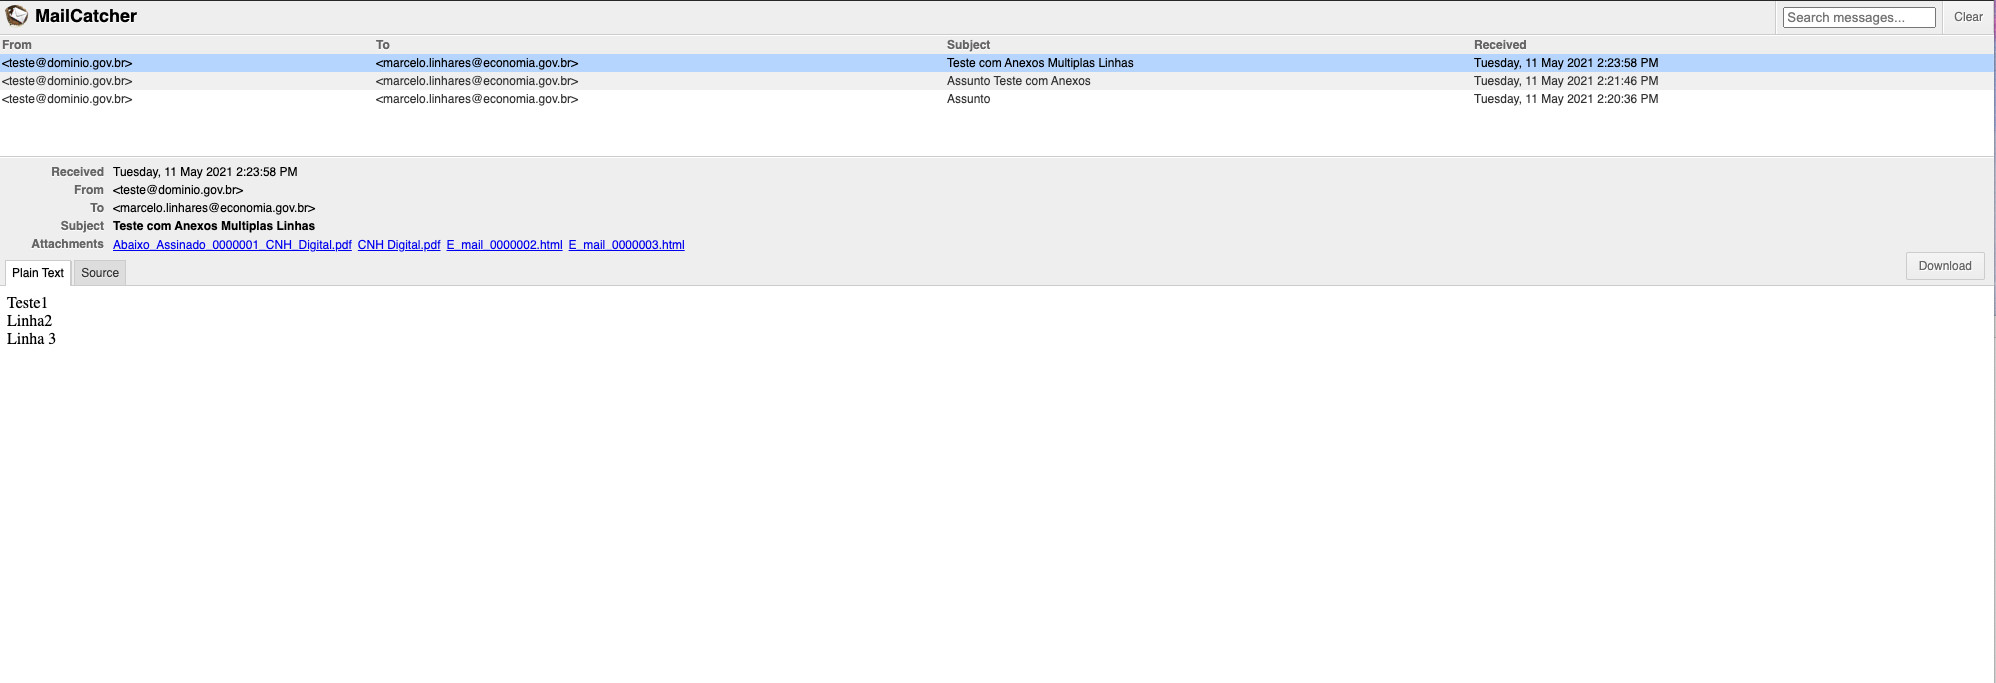 MailCatcher Search messages... Clear
From To Subject Received
<teste@dominio.gov.br> <marcelo.linhares@economia.gov.br> Teste com Anexos Multiplas Linhas Tuesday, 11 May 2021 2:23:58 PM
<teste@dominio.gov.br> <marcelo.linhares@economia.gov.br> Assunto Teste com Anexos Tuesday, 11 May 2021 2:21:46 PM
<teste@dominio.gov.br> <marcelo.linhares@economia.gov.br> Assunto Tuesday, 11 May 2021 2:20:36 PM
Received Tuesday, 11 May 2021 2:23:58 PM
From <teste@dominio.gov.br>
To <marcelo.linhares@economia.gov.br>
Subject Teste com Anexos Multiplas Linhas
Attachments Abaixo_Assinado_0000001_CNH_Digital.pdf CNH Digital.pdf E_mail_0000002.html E_mail_0000003.html
Plain Text Source Download
Teste1
Linha2
Linha 3